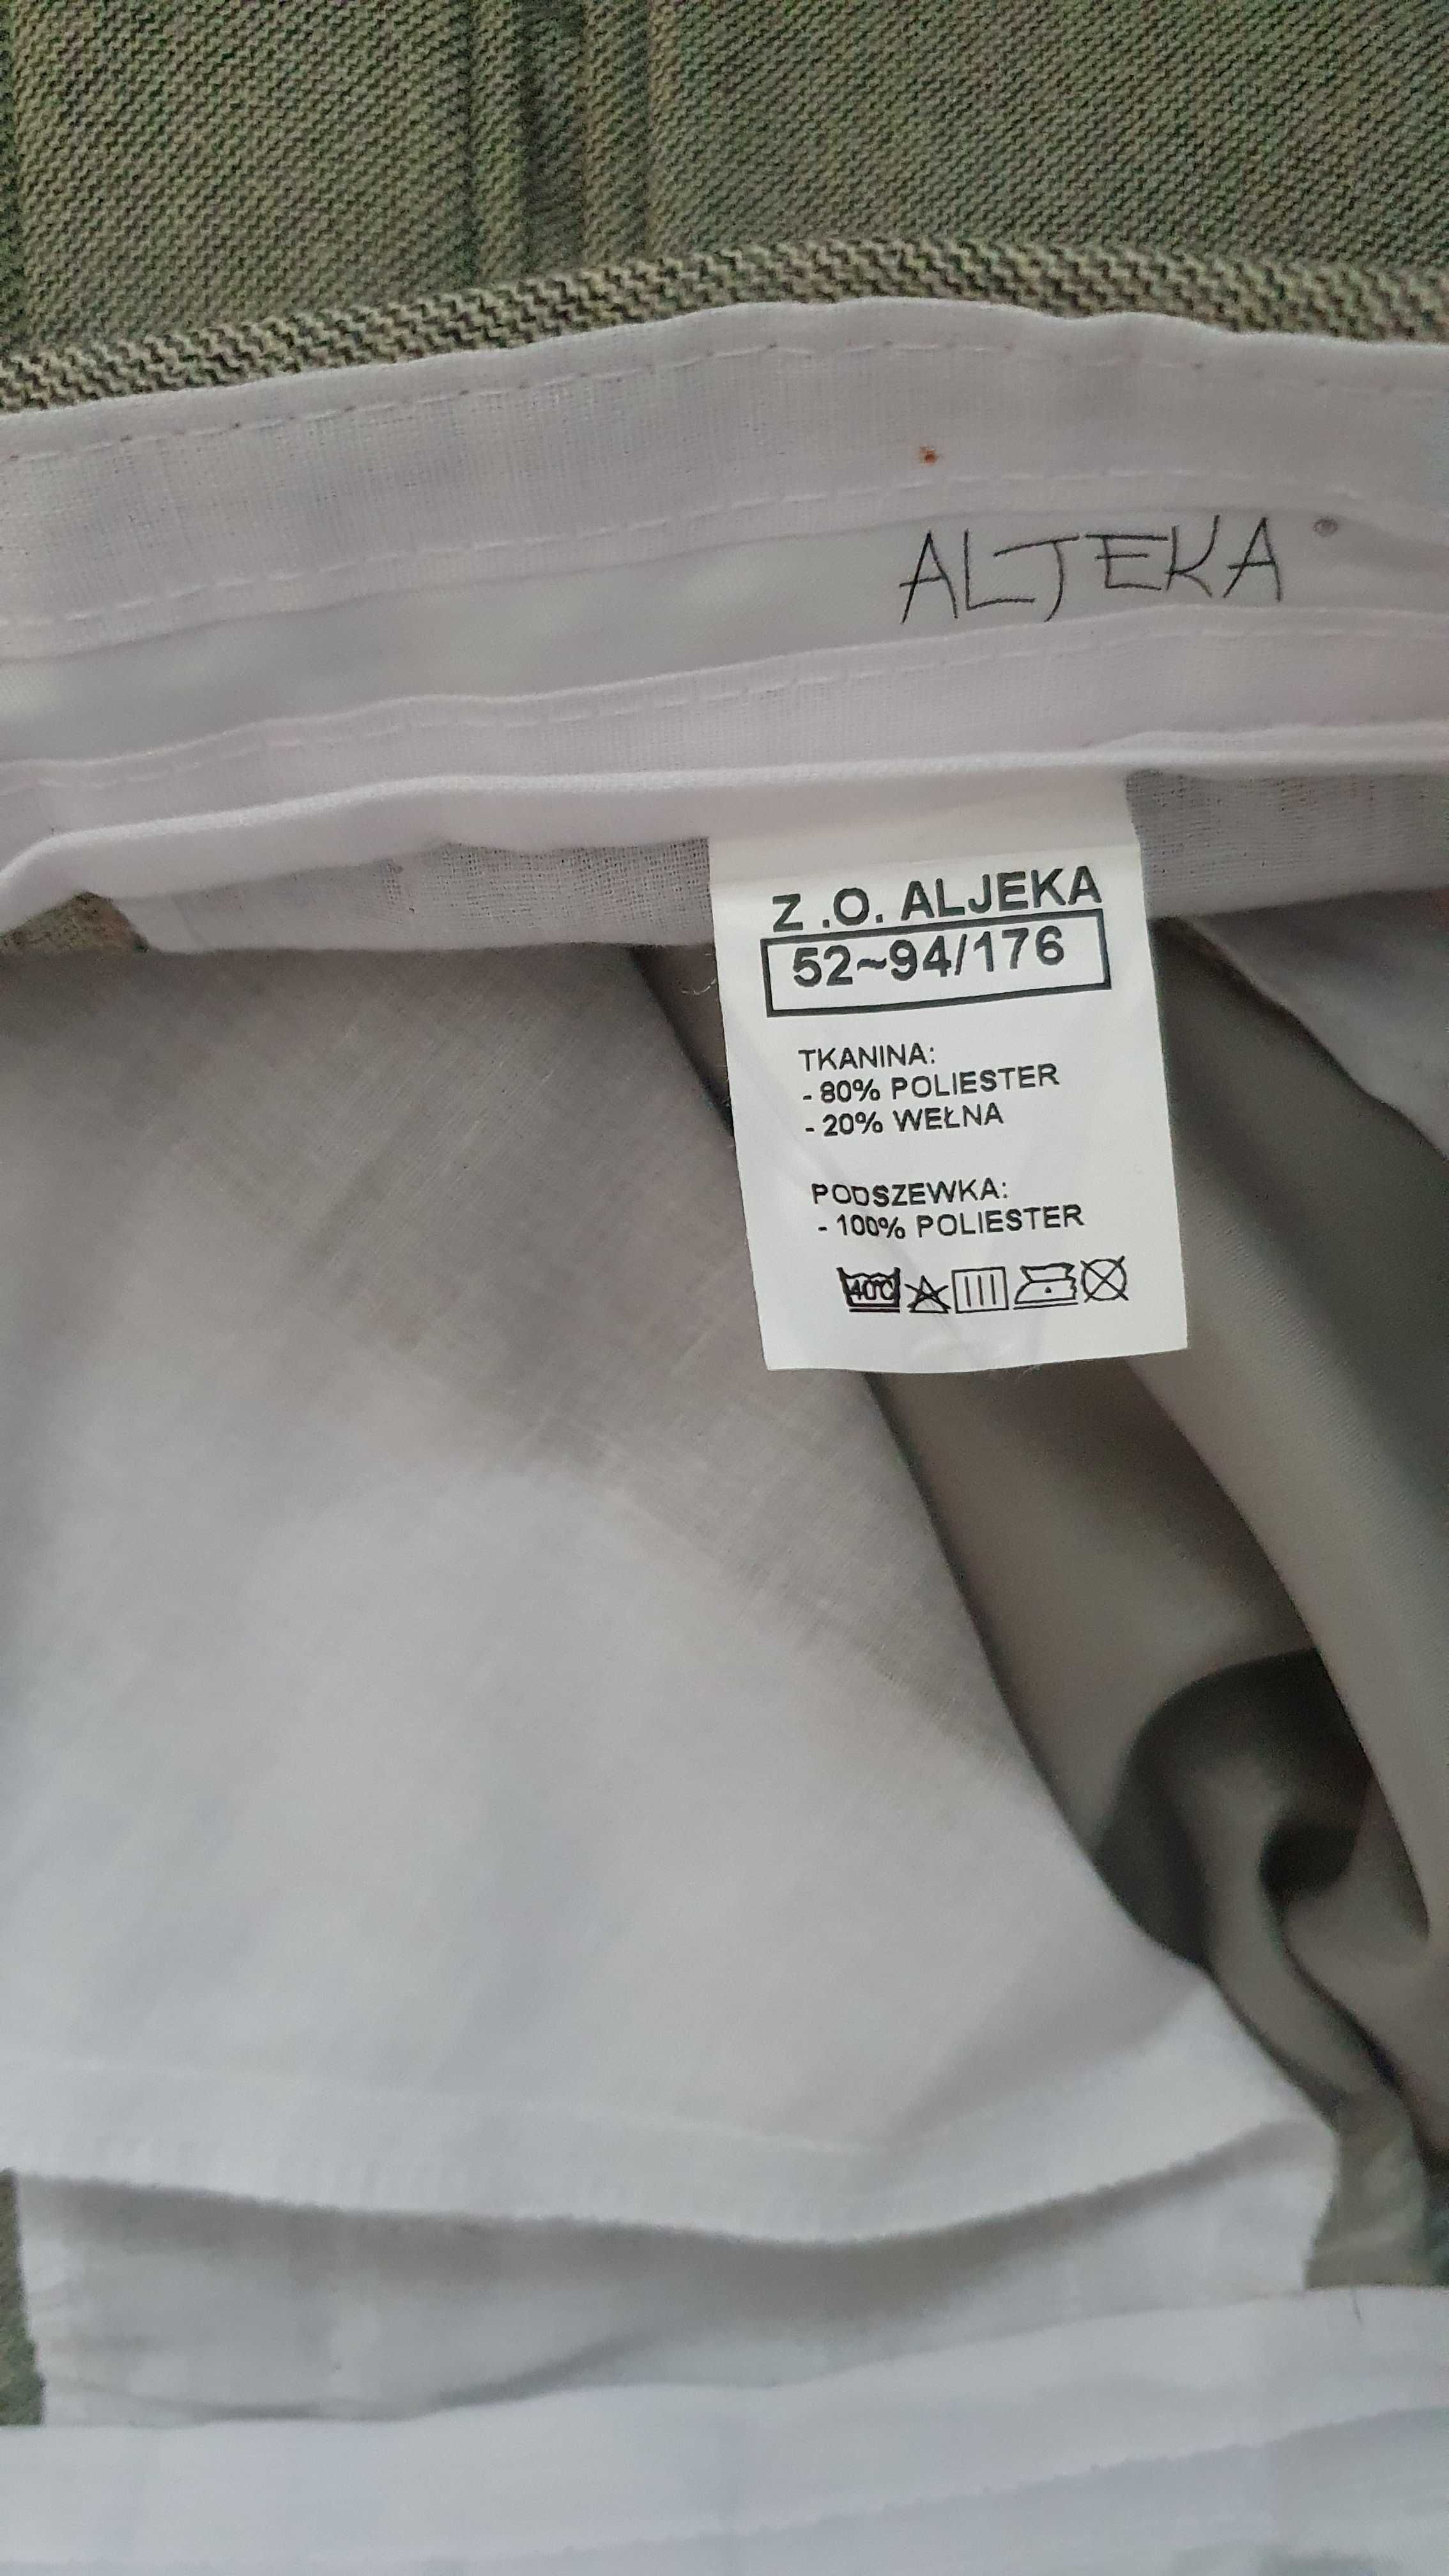 ALJEKA ®
Z .O. ALJEKA
52~94/176
TKANINA:
- 80% POLIESTER
- 20% WEŁNA
PODSZEWKA:
- 100% POLIESTER
40°C